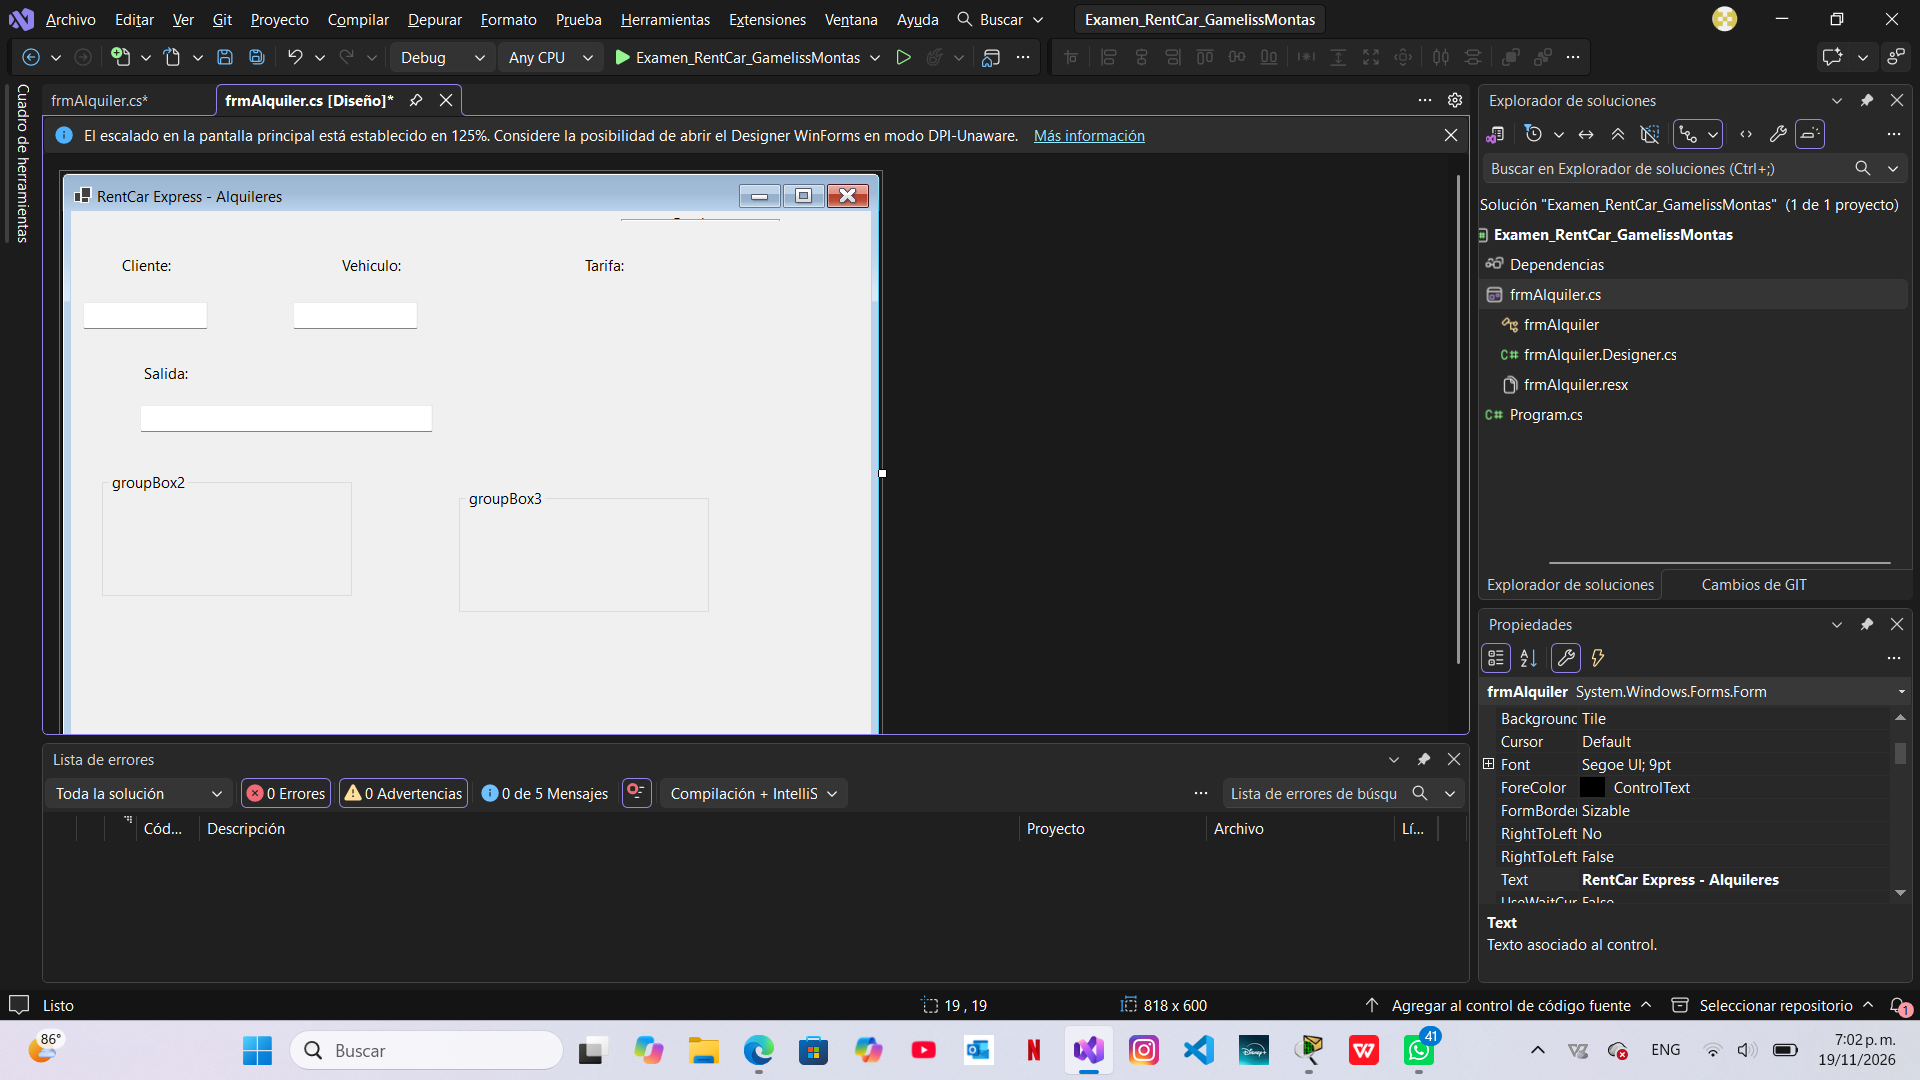 Archivo Editar Ver Git Proyecto Compilar Depurar Formato Prueba Herramientas Extensiones Ventana Ayuda Buscar Examen_RentCar_GamelissMontas
Debug Any CPU Examen_RentCar_GamelissMontas
Cuadro de herramientas
frmAlquiler.cs* frmAlquiler.cs [Diseño]*
El escalado en la pantalla principal está establecido en 125%. Considere la posibilidad de abrir el Designer WinForms en modo DPI-Unaware. Más información
RentCar Express - Alquileres
Cliente: Vehiculo: Tarifa:
Salida:
groupBox2
groupBox3
Lista de errores
Toda la solución 0 Errores 0 Advertencias 0 de 5 Mensajes Compilación + IntelliS Lista de errores de búsqu
Cód... Descripción Proyecto Archivo Lí...
Explorador de soluciones
Buscar en Explorador de soluciones (Ctrl+;)
Solución "Examen_RentCar_GamelissMontas" (1 de 1 proyecto)
Examen_RentCar_GamelissMontas
Dependencias
frmAlquiler.cs
frmAlquiler
C# frmAlquiler.Designer.cs
frmAlquiler.resx
C# Program.cs
Explorador de soluciones Cambios de GIT
Propiedades
frmAlquiler System.Windows.Forms.Form
Backgrounc Tile
Cursor Default
Font Segoe UI; 9pt
ForeColor ControlText
FormBorder Sizable
RightToLeft No
RightToLeft False
Text RentCar Express - Alquileres
UseWaitCur False
Text
Texto asociado al control.
Listo 19 , 19 818 x 600 Agregar al control de código fuente Seleccionar repositorio 1
86° Buscar 41 ENG 7:02 p. m.
19/11/2026